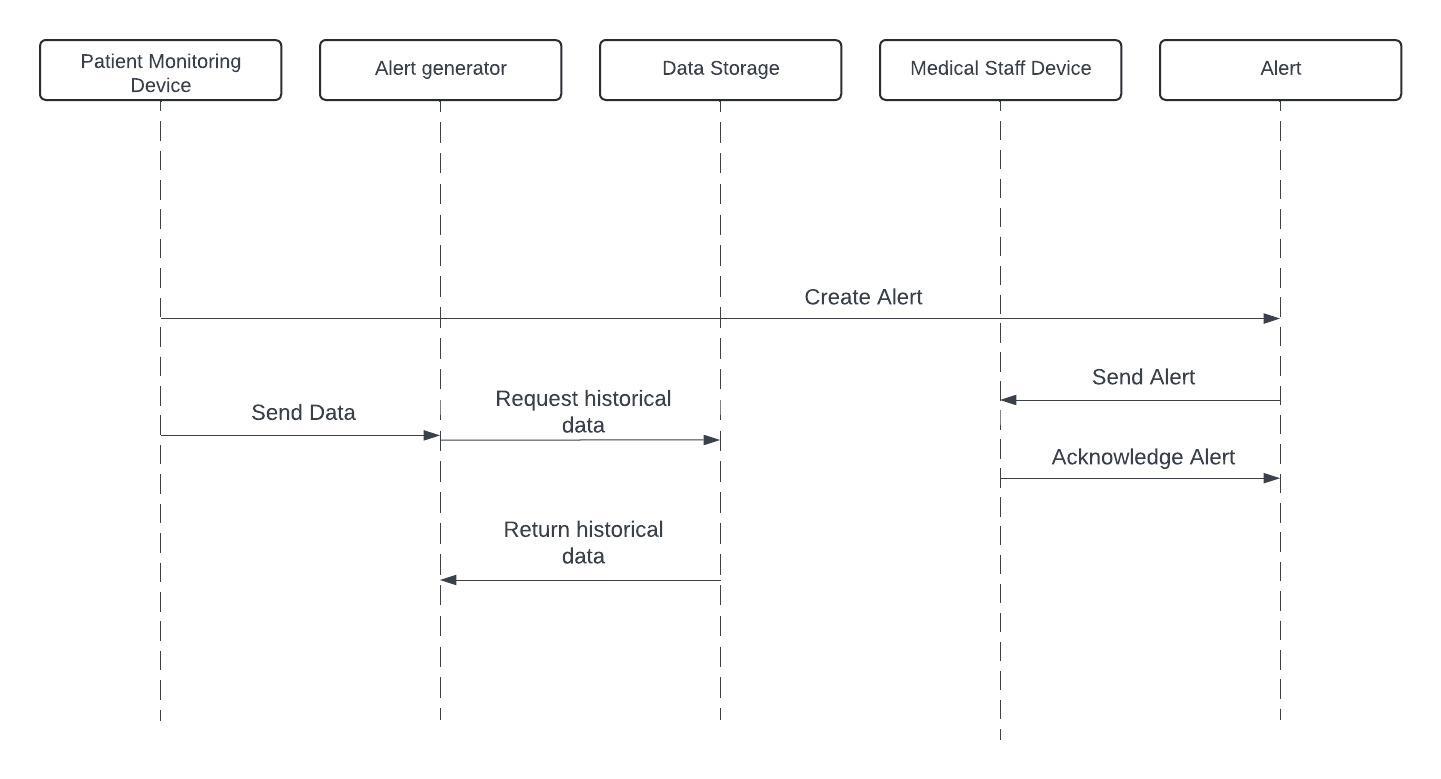 Patient Monitoring
Device
Alert generator
Data Storage
Medical Staff Device
Alert
Create Alert
Send Alert
Send Data
Request historical
data
Acknowledge Alert
Return historical
data